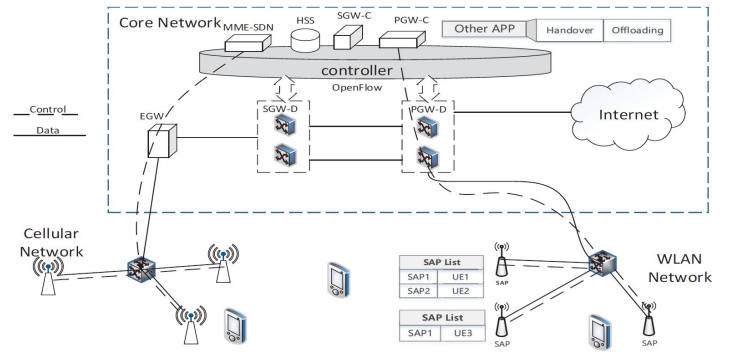 Core Network
MME-SDN
HSS
SGW-C
PGW-C
Other APP
Handover
Offloading
controller
OpenFlow
Control
Data
EGW
SGW-D
PGW-D
Internet
Cellular
Network
SAP List
SAP1 UE1
SAP2 UE2
SAP List
SAP1 UE3
SAP
SAP
SAP
WLAN
Network